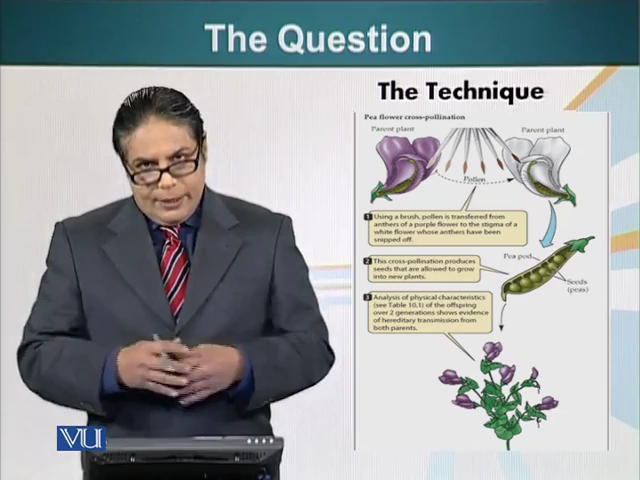 The Question
The Technique
Pea flower cross-pollination
Parent plant
Parent plant
Pollen
1 Using a brush, pollen is transferred from
anthers of a purple flower to the stigma of a
white flower whose anthers have been
snipped off.
Pea pod
2 This cross-pollination produces
seeds that are allowed to grow
into new plants.
Seeds
(peas)
3 Analysis of physical characteristics
(see Table 10.1) of the offspring
over 2 generations shows evidence
of hereditary transmission from
both parents.
VU